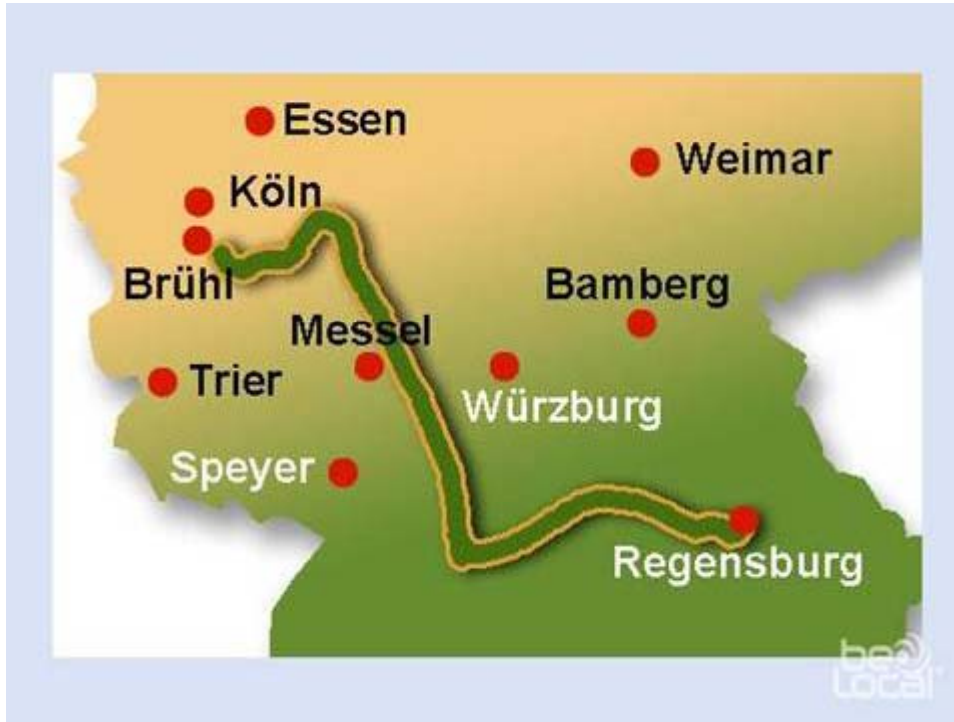 Essen
Weimar
Köln
Brühl
Bamberg
Messel
Trier
Würzburg
Speyer
Regensburg
be
Local